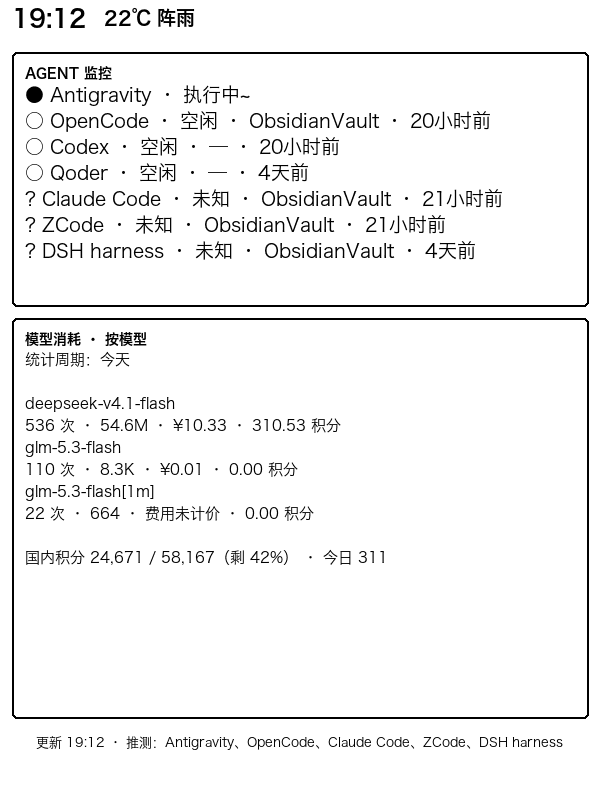 19:12 22℃ 阵雨
AGENT 监控
● Antigravity · 执行中~
○ OpenCode · 空闲 · ObsidianVault · 20小时前
○ Codex · 空闲 · — · 20小时前
○ Qoder · 空闲 · — · 4天前
? Claude Code · 未知 · ObsidianVault · 21小时前
? ZCode · 未知 · ObsidianVault · 21小时前
? DSH harness · 未知 · ObsidianVault · 4天前
模型消耗 · 按模型
统计周期：今天
deepseek-v4.1-flash
536 次 · 54.6M · ¥10.33 · 310.53 积分
glm-5.3-flash
110 次 · 8.3K · ¥0.01 · 0.00 积分
glm-5.3-flash[1m]
22 次 · 664 · 费用未计价 · 0.00 积分
国内积分 24,671 / 58,167（剩 42%） · 今日 311
更新 19:12 · 推测：Antigravity、OpenCode、Claude Code、ZCode、DSH harness